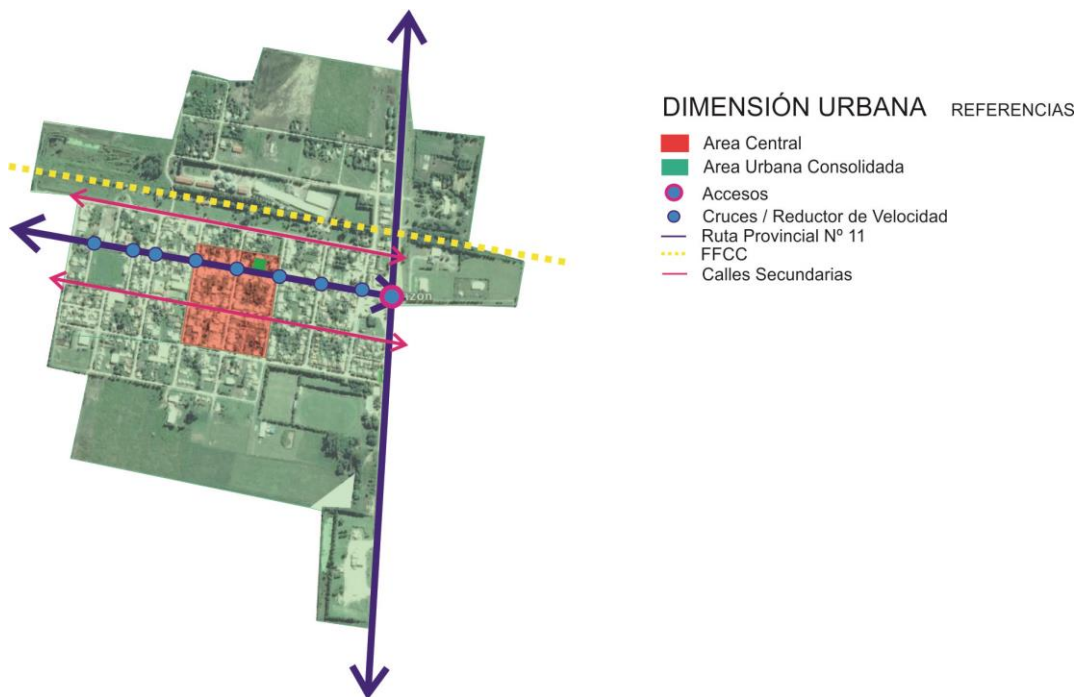 DIMENSIÓN URBANA REFERENCIAS
Area Central
Area Urbana Consolidada
Accesos
Cruces / Reductor de Velocidad
Ruta Provincial Nº 11
FFCC
Calles Secundarias